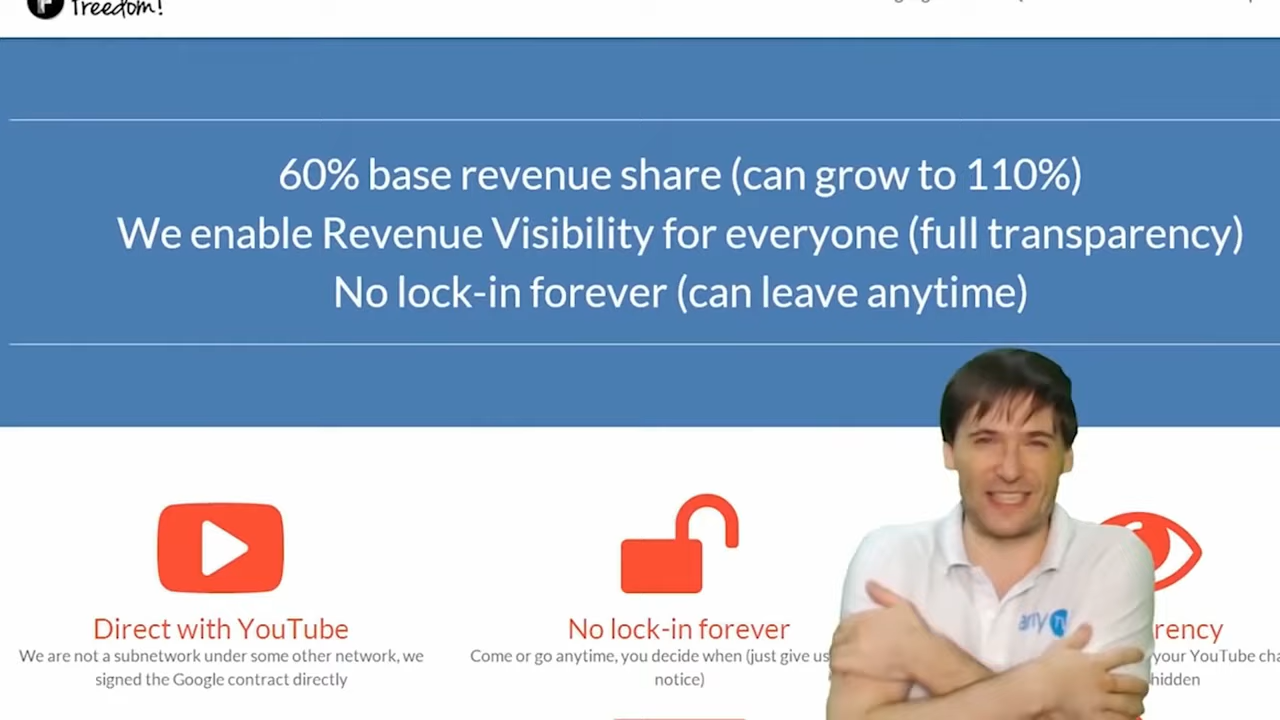 freedom!
60% base revenue share (can grow to 110%)
We enable Revenue Visibility for everyone (full transparency)
No lock-in forever (can leave anytime)
Direct with YouTube
We are not a subnetwork under some other network, we
signed the Google contract directly
No lock-in forever
Come or go anytime, you decide when (just give us
notice)
rency
your YouTube cha
hidden
any